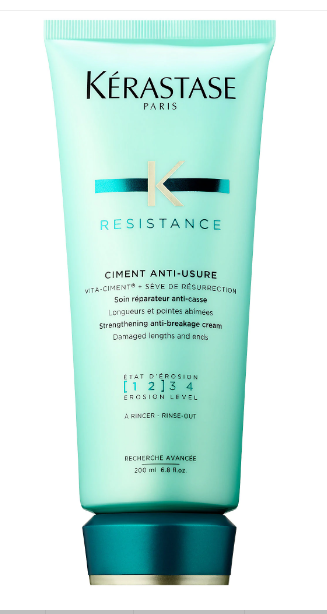 KÉRASTASE
PARIS
K
RESISTANCE
CIMENT ANTI-USURE
VITA-CIMENT® + SÈVE DE RÉSURRECTION
Soin réparateur anti-casse
Longueurs et pointes abîmées
Strengthening anti-breakage cream
Damaged lengths and ends
ETAT D'ÉROSION
[1 2]3 4
EROSION LEVEL
À RINCER - RINSE-OUT
RECHERCHE AVANCÉE
200 ml 6.8 fl.oz.